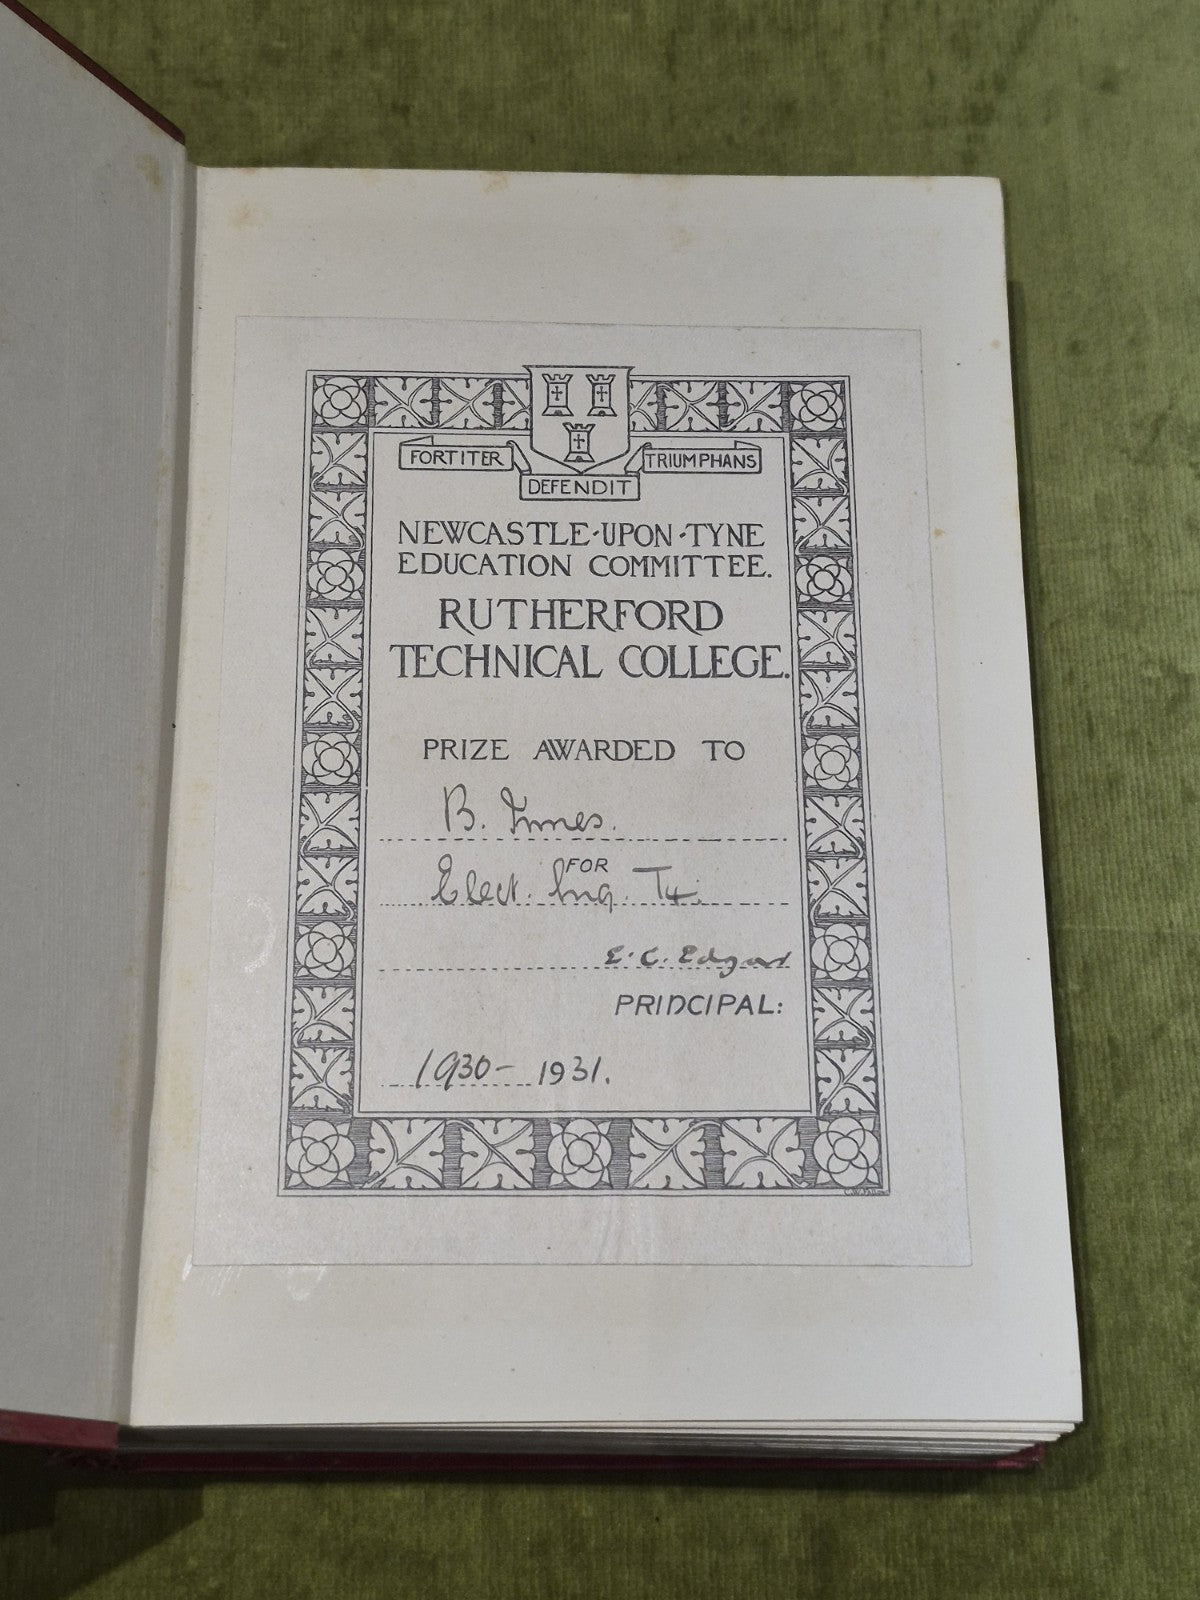 FORTITER
DEFENDIT
TRIUMPHANS
NEWCASTLE-UPON-TYNE
EDUCATION COMMITTEE.
RUTHERFORD
TECHNICAL COLLEGE.
PRIZE AWARDED TO
B. Innes.
FOR
Elect. Eng. T4.
E. C. Edgar
PRINCIPAL:
1930-1931.